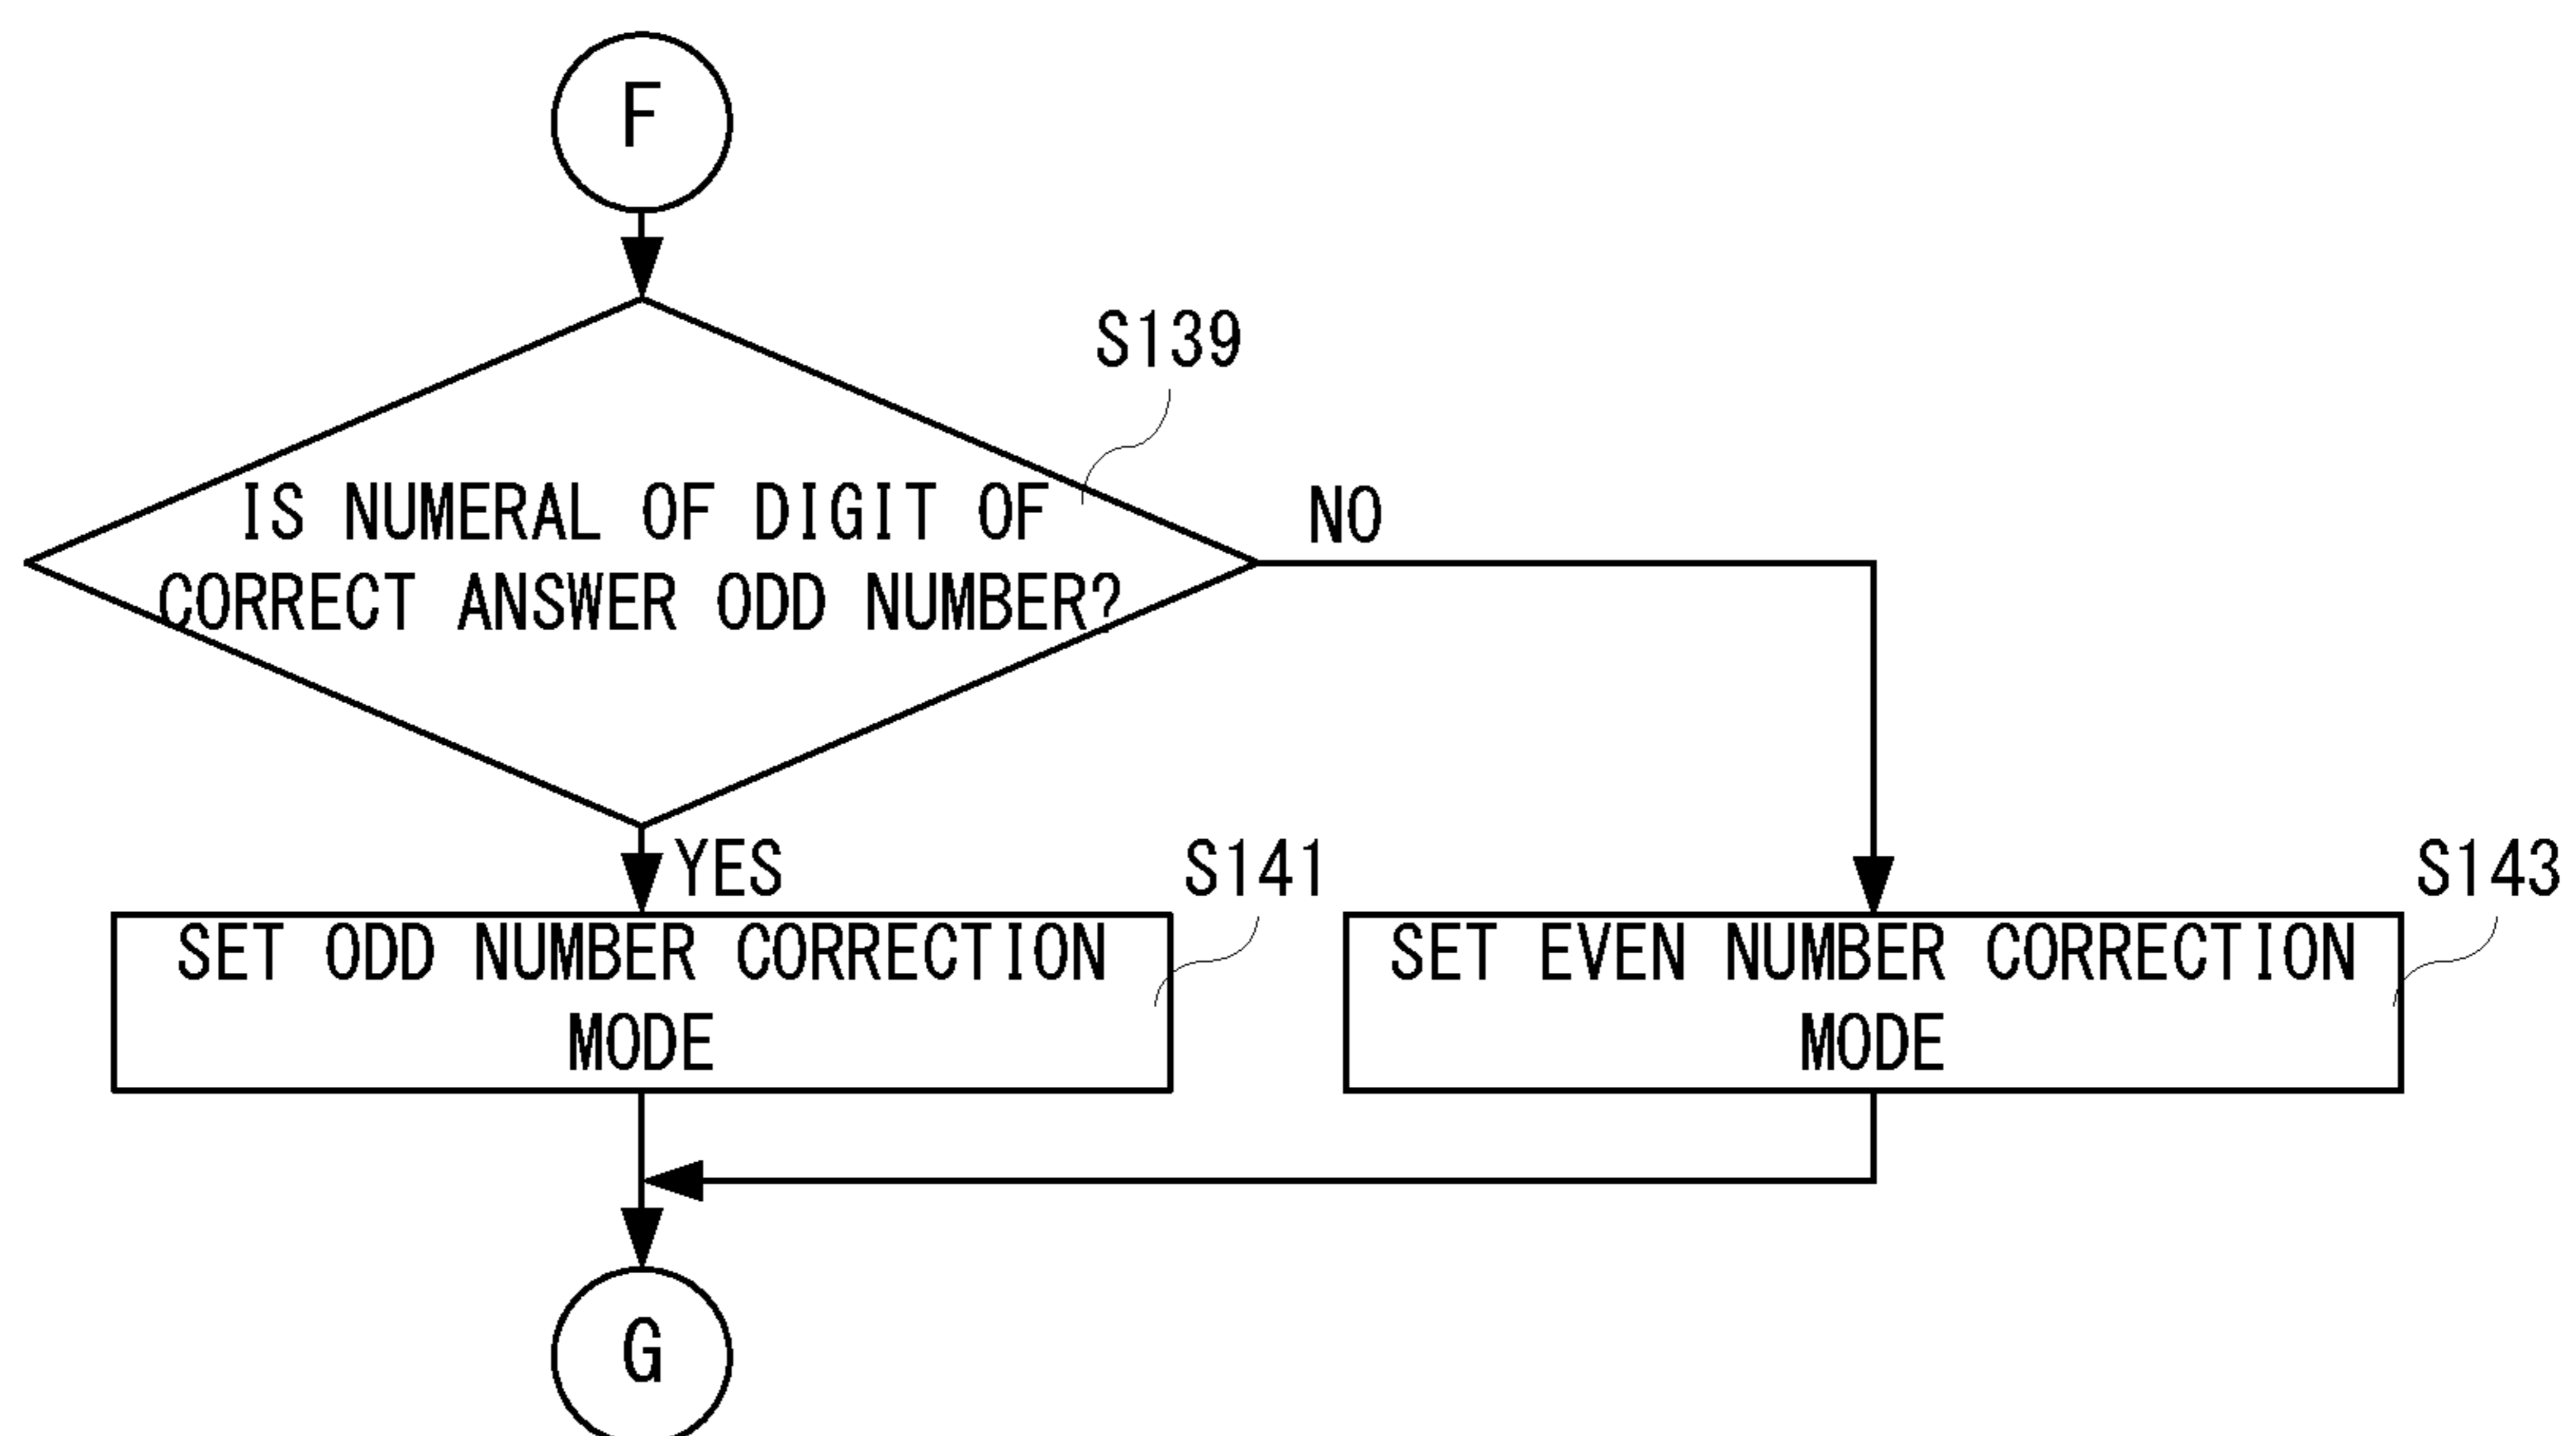 F
S139
IS NUMERAL OF DIGIT OF
CORRECT ANSWER ODD NUMBER?
NO
YES
S141
S143
SET ODD NUMBER CORRECTION
MODE
SET EVEN NUMBER CORRECTION
MODE
G